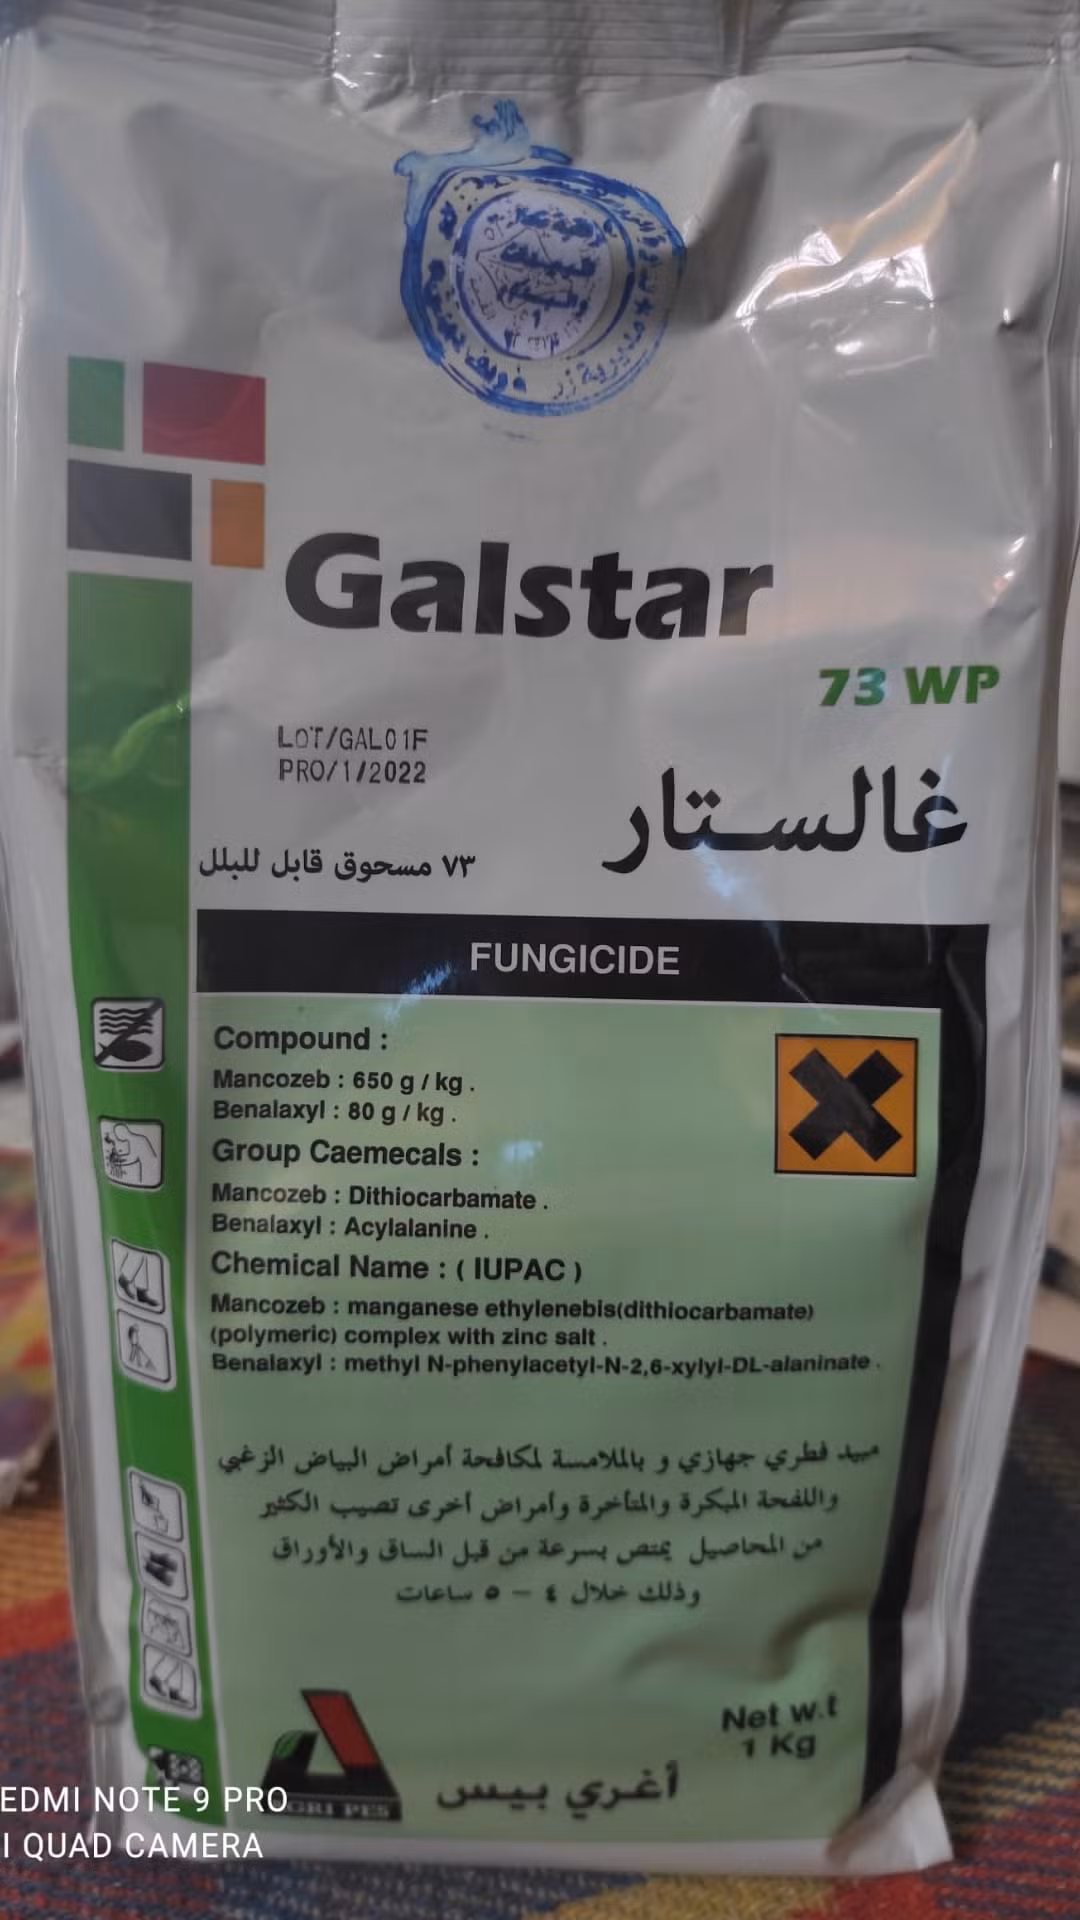 Galstar
73 WP
LOT/GAL01F
PRO/1/2022
غالستار
٧٣ مسحوق قابل للبلل
FUNGICIDE
Compound :
Mancozeb : 650 g / kg .
Benalaxyl : 80 g / kg .
Group Caemecals :
Mancozeb : Dithiocarbamate .
Benalaxyl : Acylalanine .
Chemical Name : ( IUPAC )
Mancozeb : manganese ethylenebis(dithiocarbamate)
(polymeric) complex with zinc salt .
Benalaxyl : methyl N-phenylacetyl-N-2,6-xylyl-DL-alaninate .
مبيد فطري جهازي و بالملامسة لمكافحة أمراض البياض الزغبي
واللفحة المبكرة والمتأخرة وأمراض أخرى تصيب الكثير
من المحاصيل يمتص بسرعة من قبل الساق والأوراق
وذلك خلال ٤ – ٥ ساعات
Net w.t
1 Kg
أغري بيس
GRI PES
EDMI NOTE 9 PRO
I QUAD CAMERA